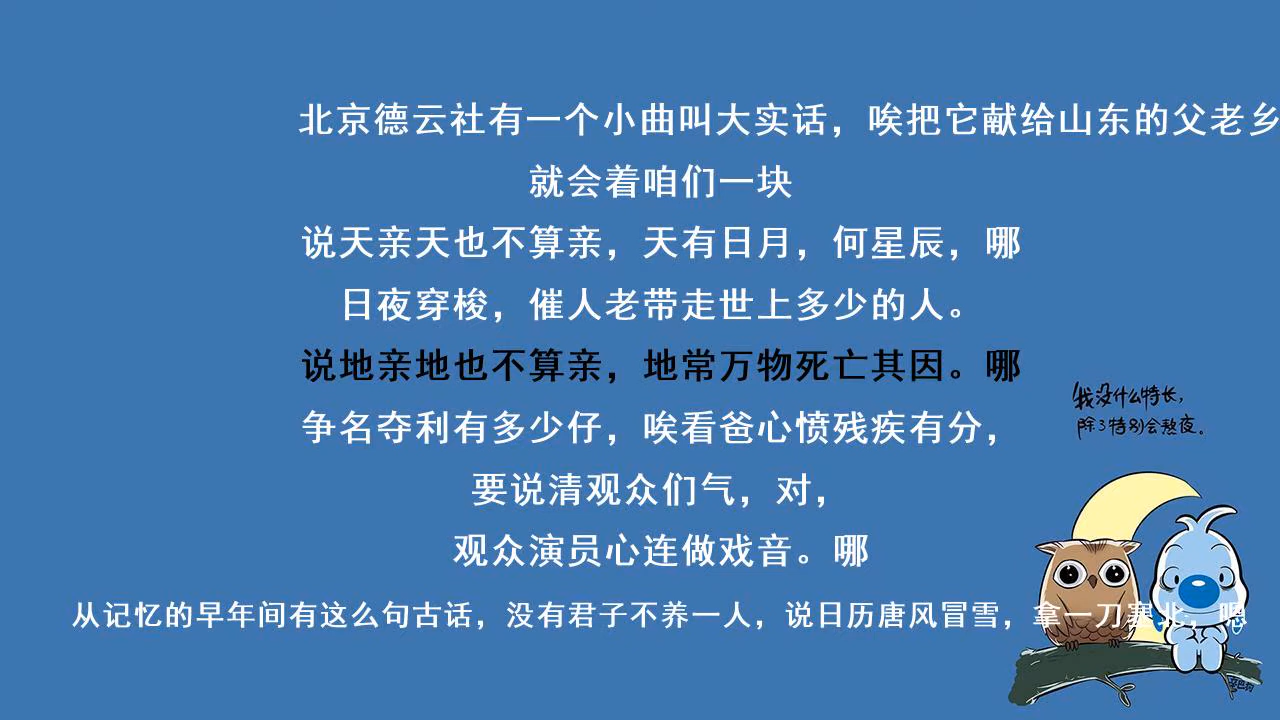 北京德云社有一个小曲叫大实话，唉把它献给山东的父老乡
就会着咱们一块
说天亲天也不算亲，天有日月，何星辰，哪
日夜穿梭，催人老带走世上多少的人。
说地亲地也不算亲，地常万物死亡其因。哪
争名夺利有多少仔，唉看爸心愤残疾有分，
要说清观众们气，对，
观众演员心连做戏音。哪
从记忆的早年间有这么句古话，没有君子不养一人，说日历唐风冒雪，拿一刀塞北，嗯
我没什么特长，
除了特别会熬夜。